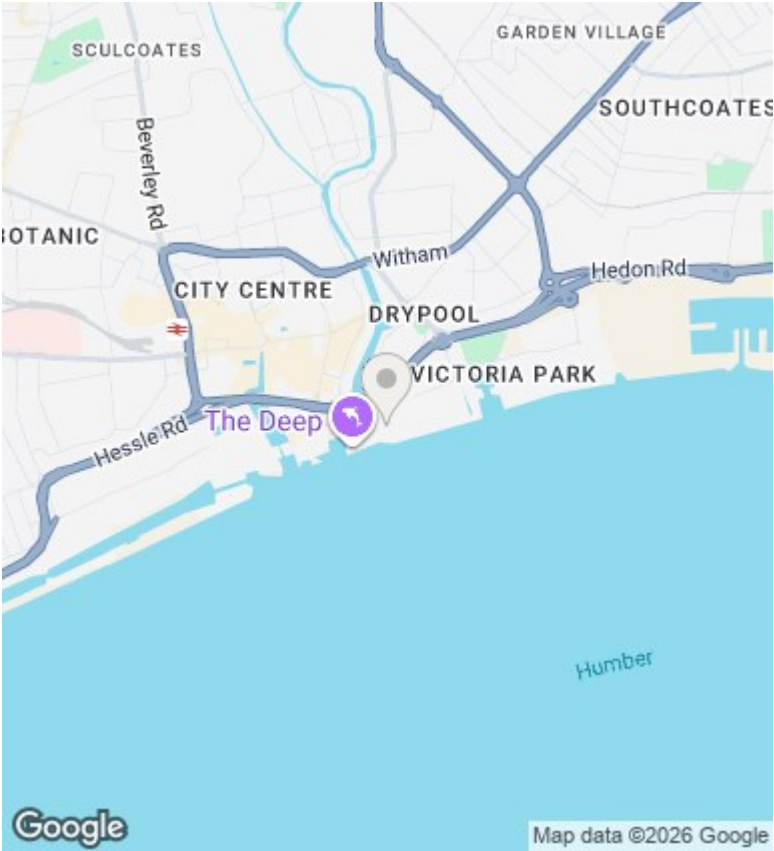 GARDEN VILLAGE
SCULCOATES
SOUTHCOATES
Beverley Rd
BOTANIC
Witham
Hedon Rd
CITY CENTRE
DRYPOOL
VICTORIA PARK
The Deep
Hessle Rd
Humber
Google
Map data ©2026 Google